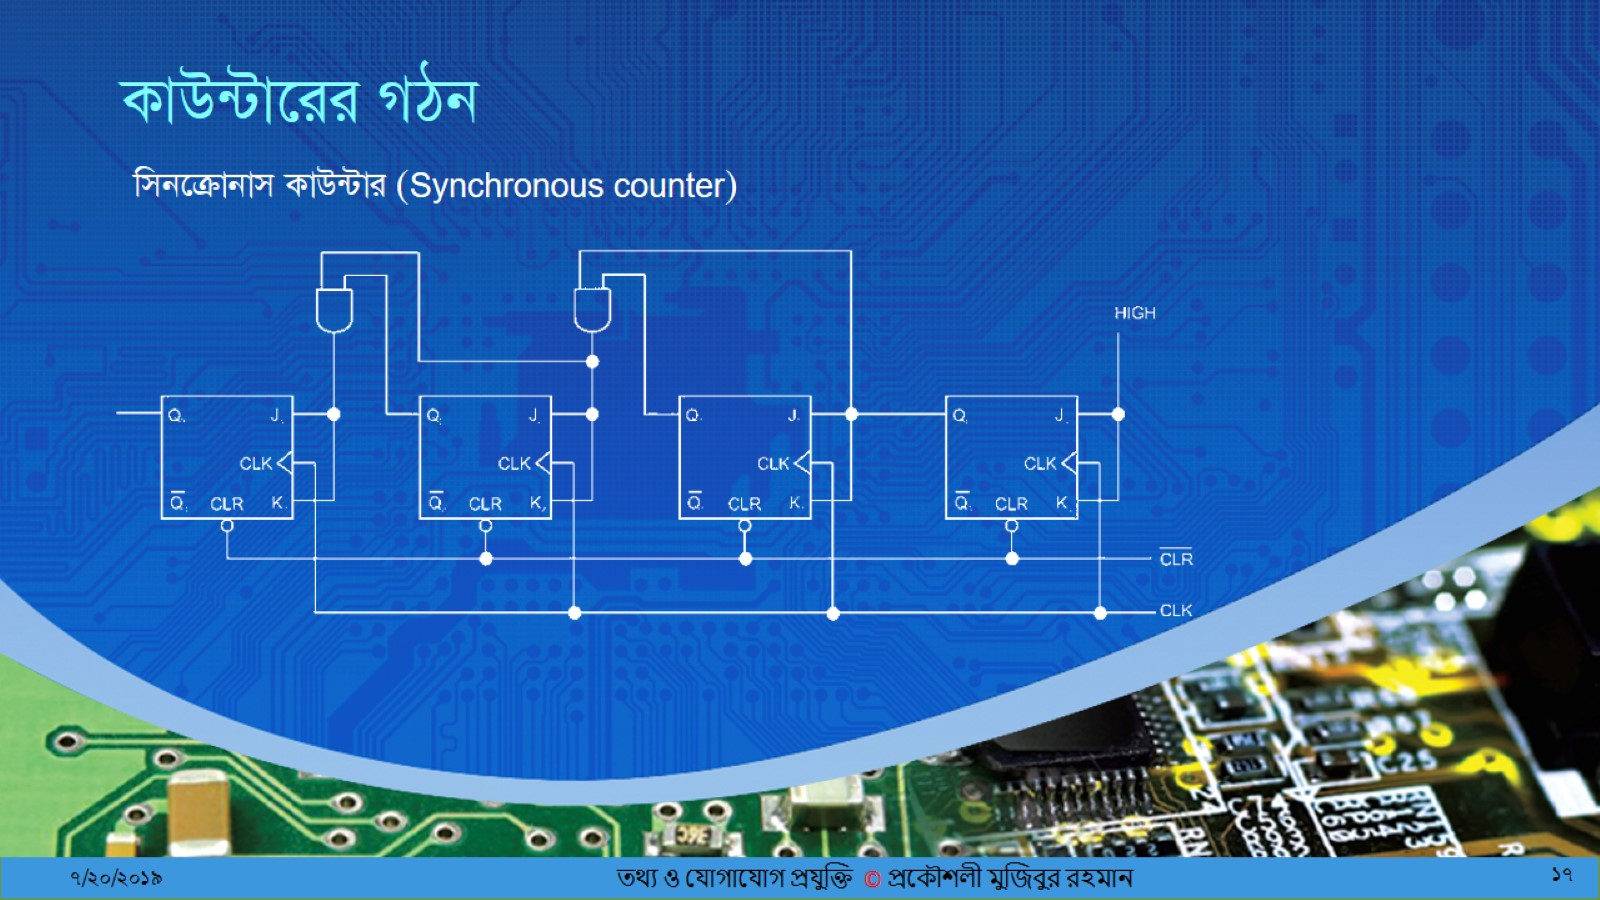 কাউন্টারের গঠন
সিনক্রোনাস কাউন্টার (Synchronous counter)
HIGH
Q J Q J Q J Q J
CLK CLK CLK CLK
Q̅ CLR K Q̅ CLR K Q̅ CLR K Q̅ CLR K
C̅L̅R̅
CLK
C25
৭/২০/২০১৯ তথ্য ও যোগাযোগ প্রযুক্তি © প্রকৌশলী মুজিবুর রহমান ১৭